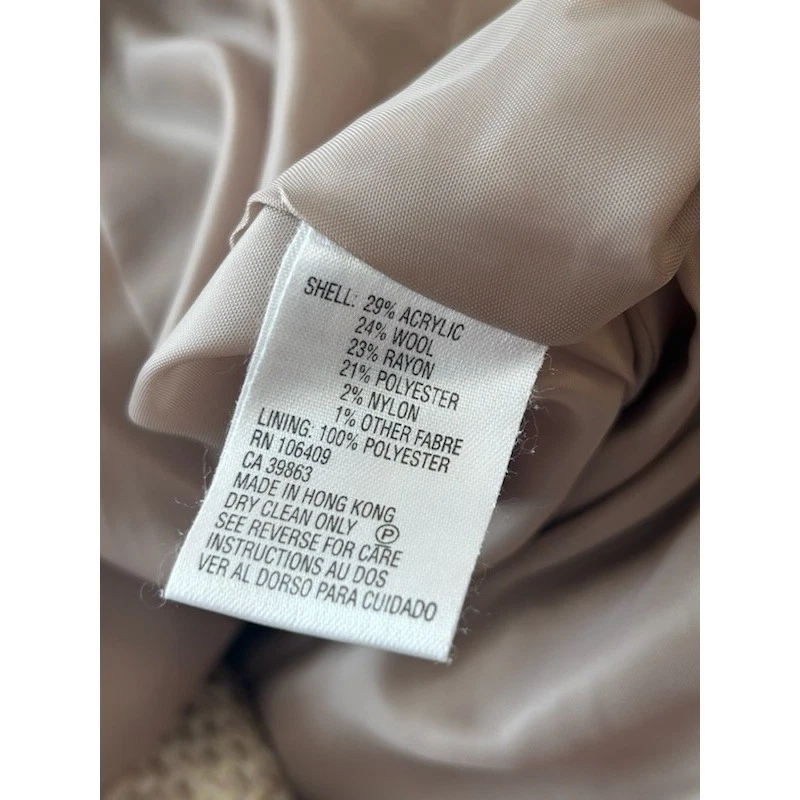 SHELL: 29% ACRYLIC
24% WOOL
23% RAYON
21% POLYESTER
2% NYLON
1% OTHER FABRE
LINING: 100% POLYESTER
RN 106409
CA 39863
MADE IN HONG KONG
DRY CLEAN ONLY Ⓟ
SEE REVERSE FOR CARE
INSTRUCTIONS AU DOS
VER AL DORSO PARA CUIDADO